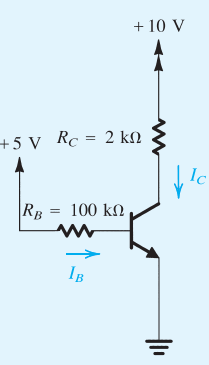 + 10 V
+ 5 V
R_C = 2 kΩ
I_C
R_B = 100 kΩ
I_B